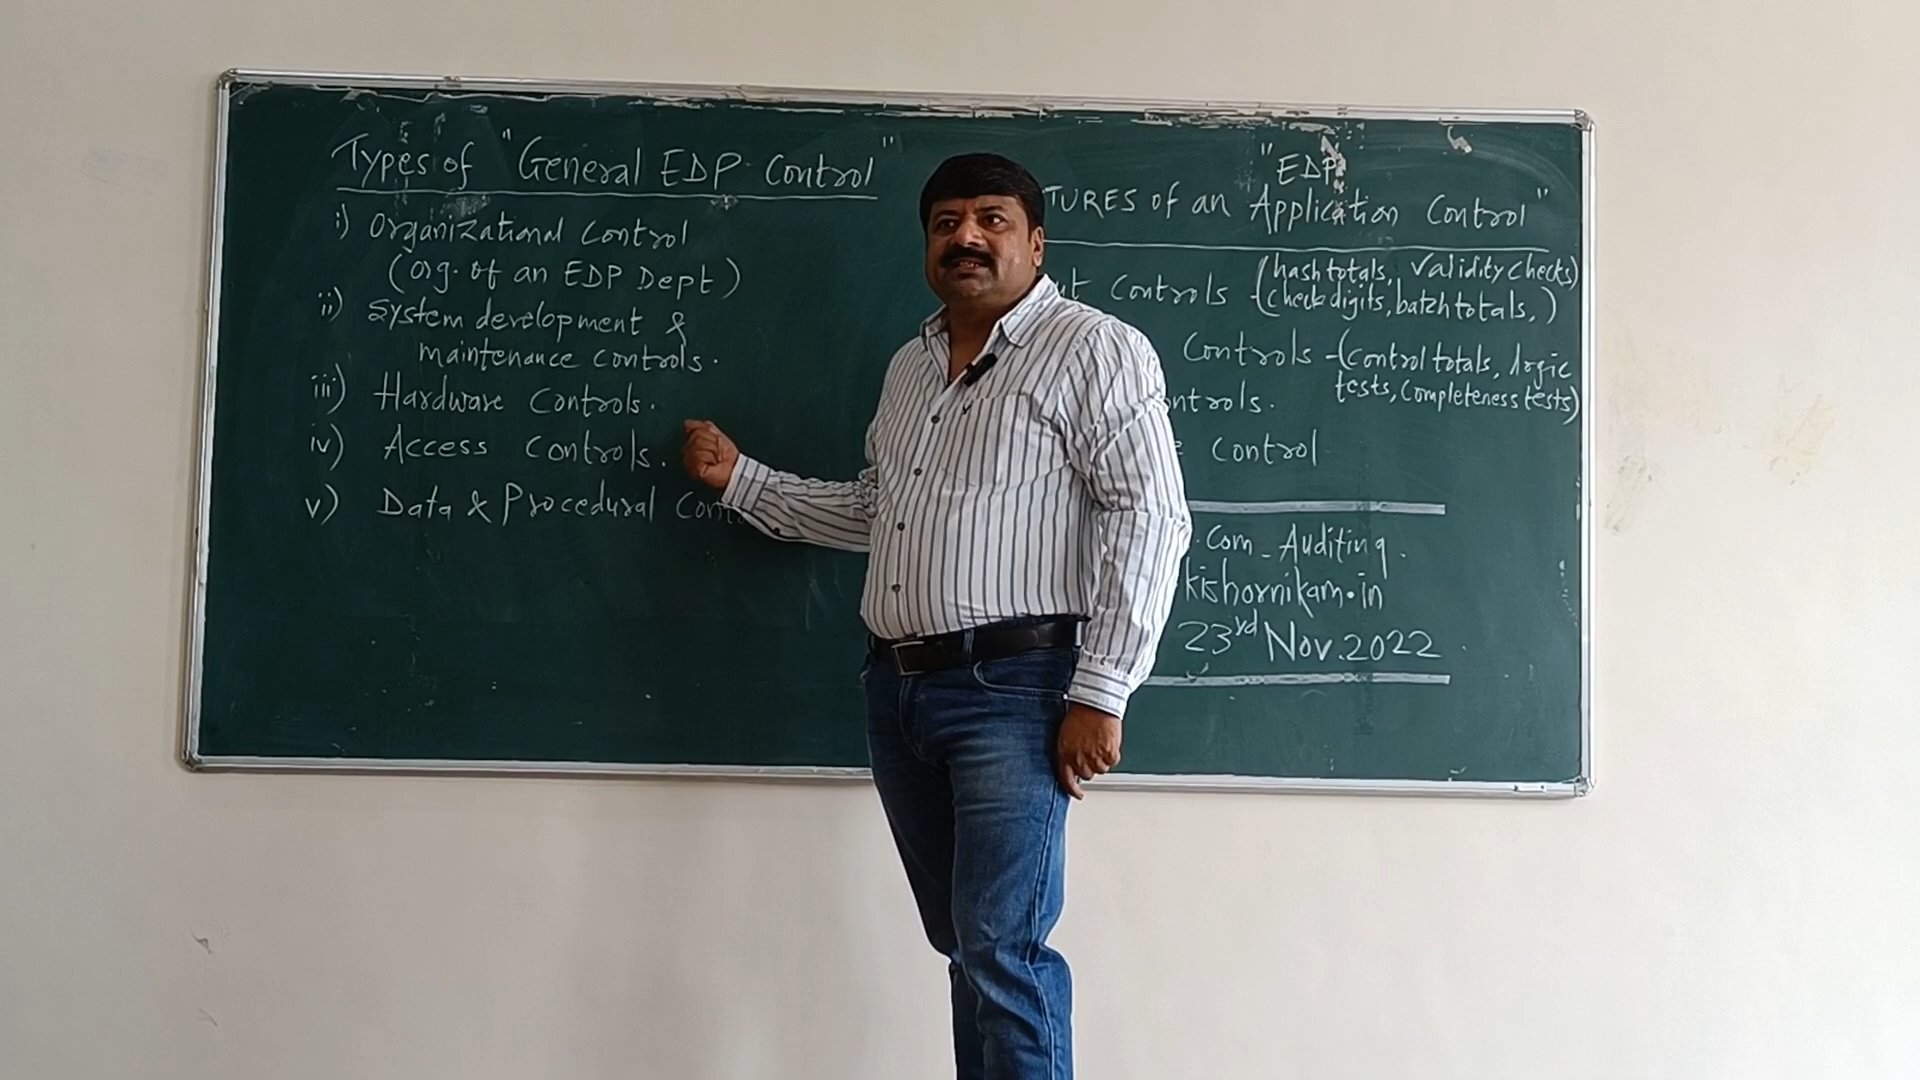 Types of "General EDP Control"
i) Organizational Control
(Org. of an EDP Dept)
ii) System development &
maintenance controls.
iii) Hardware Controls.
iv) Access Controls.
v) Data & Procedural
"EDP
TURES of an Application Control"
Controls - (hash totals, Validity checks)
(check digits, batch totals, )
Controls - (control totals, logic
tests, Completeness tests)
ntrols.
Control
.Com - Auditing.
kishornikam.in
23rd Nov. 2022